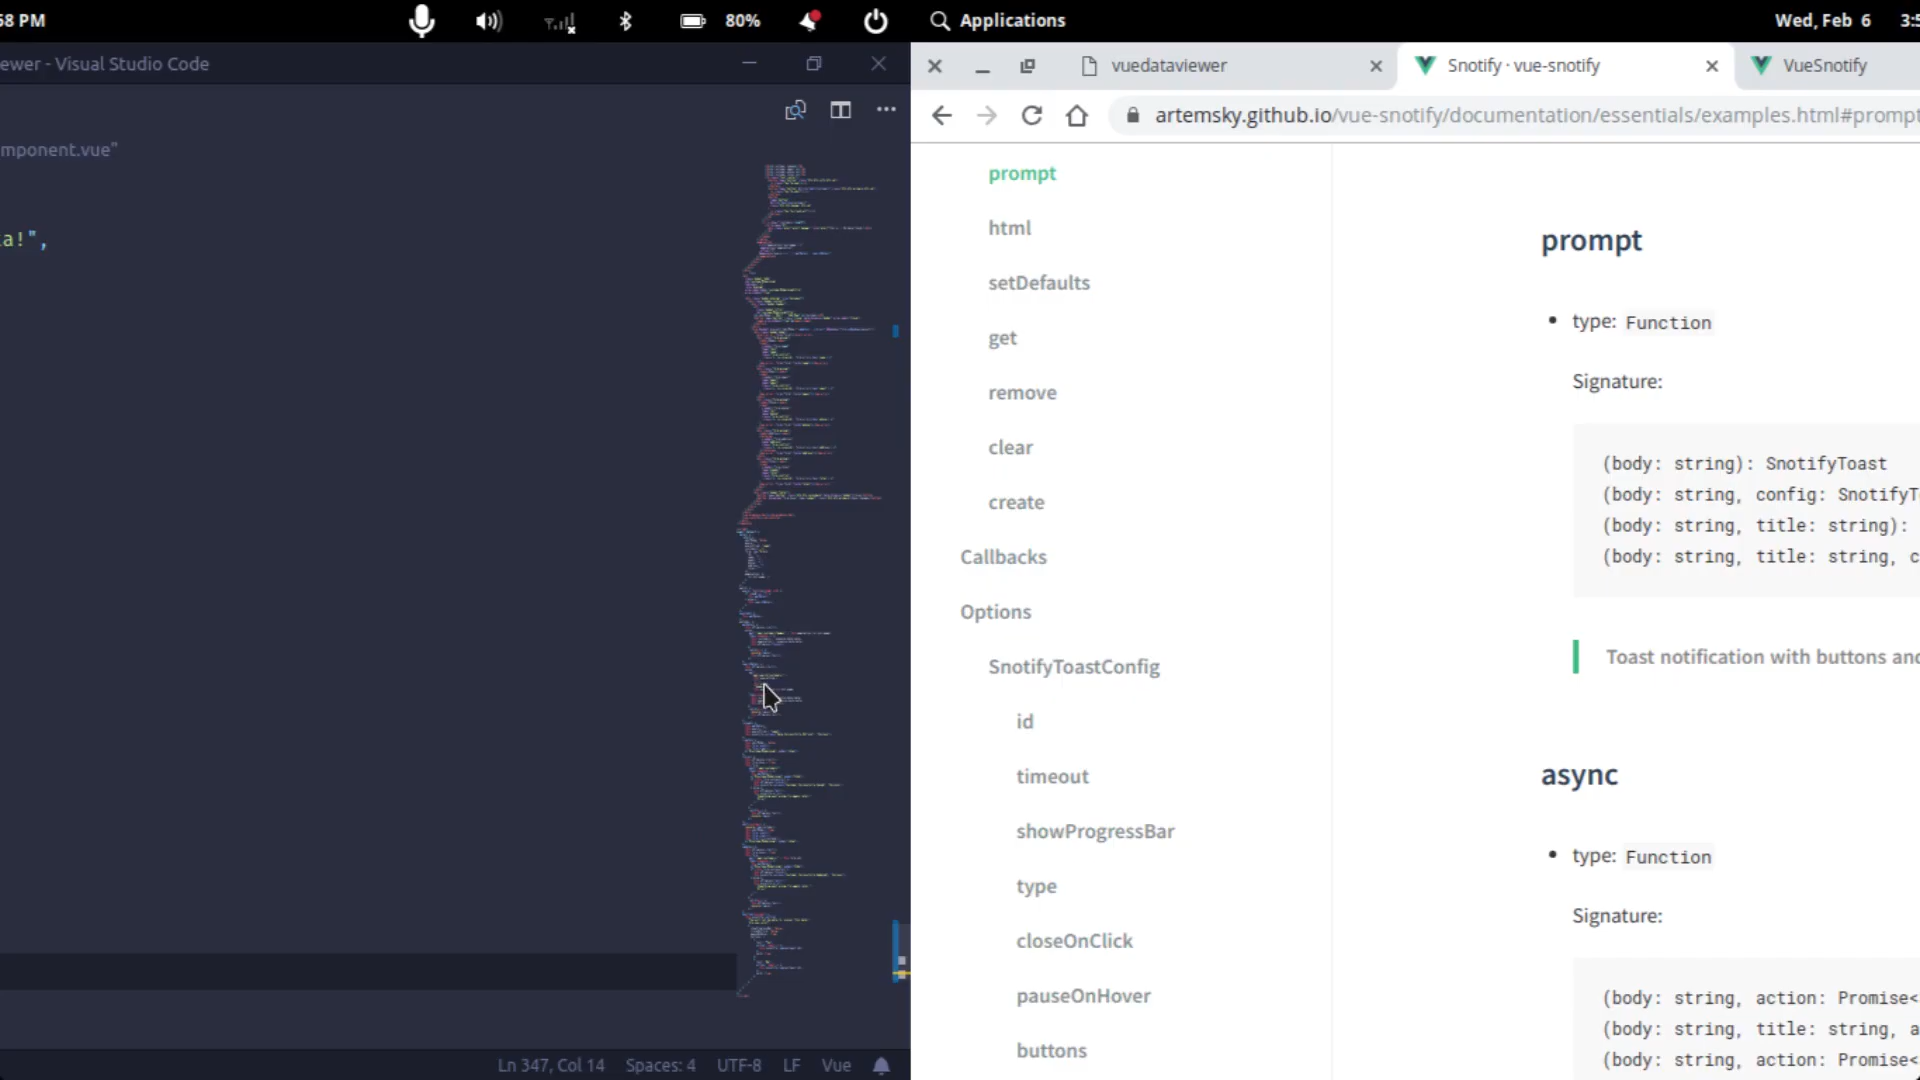 58 PM
80%
Applications
Wed, Feb 6
3:5
ewer - Visual Studio Code
mponent.vue"
a!",
Ln 347, Col 14
Spaces: 4
UTF-8
LF
Vue
vuedataviewer
Snotify · vue-snotify
VueSnotify
artemsky.github.io/vue-snotify/documentation/essentials/examples.html#prompt
prompt
html
setDefaults
get
remove
clear
create
Callbacks
Options
SnotifyToastConfig
id
timeout
showProgressBar
type
closeOnClick
pauseOnHover
buttons
prompt
type: Function
Signature:
(body: string): SnotifyToast
(body: string, config: SnotifyT
(body: string, title: string):
(body: string, title: string, c
Toast notification with buttons and
async
type: Function
Signature:
(body: string, action: Promise<
(body: string, title: string, a
(body: string, action: Promise<